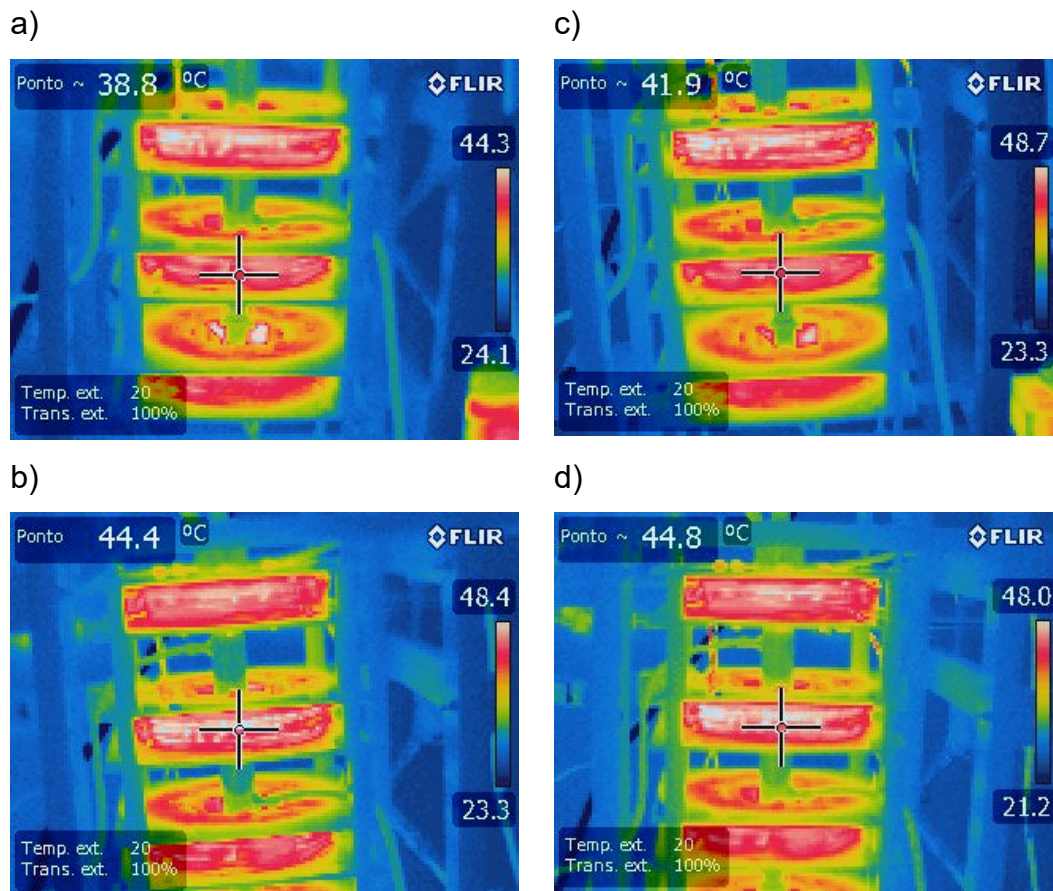 a)
Ponto ~ 38.8 ºC
FLIR
44.3
24.1
Temp. ext. 20
Trans. ext. 100%
c)
Ponto ~ 41.9 ºC
FLIR
48.7
23.3
Temp. ext. 20
Trans. ext. 100%
b)
Ponto 44.4 ºC
FLIR
48.4
23.3
Temp. ext. 20
Trans. ext. 100%
d)
Ponto ~ 44.8 ºC
FLIR
48.0
21.2
Temp. ext. 20
Trans. ext. 100%